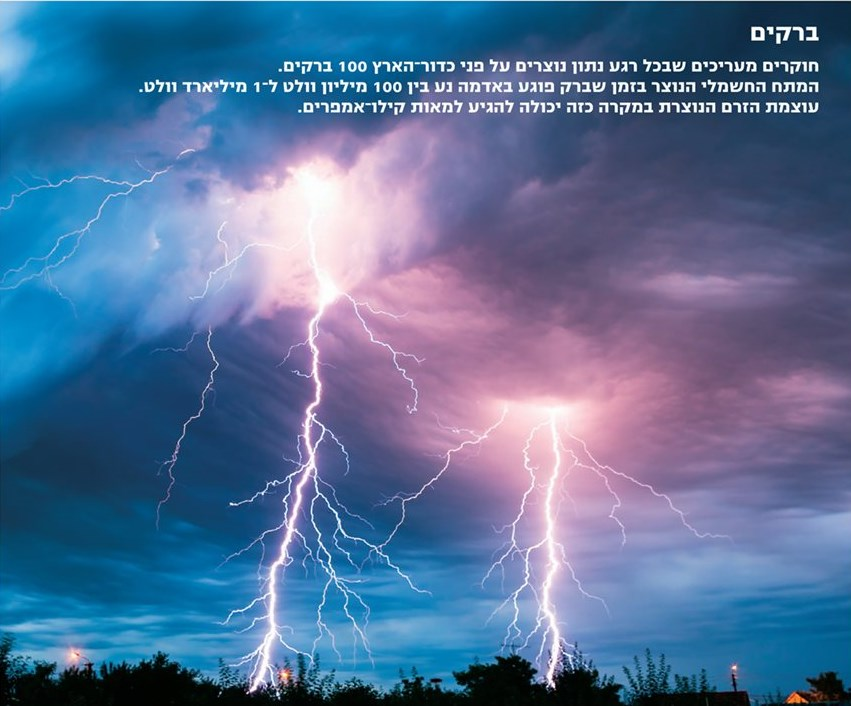 ברקים
חוקרים מעריכים שבכל רגע נתון נוצרים על פני כדור־הארץ 100 ברקים.
המתח החשמלי הנוצר בזמן שברק פוגע באדמה נע בין 100 מיליון וולט ל־1 מיליארד וולט.
עוצמת הזרם הנוצרת במקרה כזה יכולה להגיע למאות קילו־אמפרים.